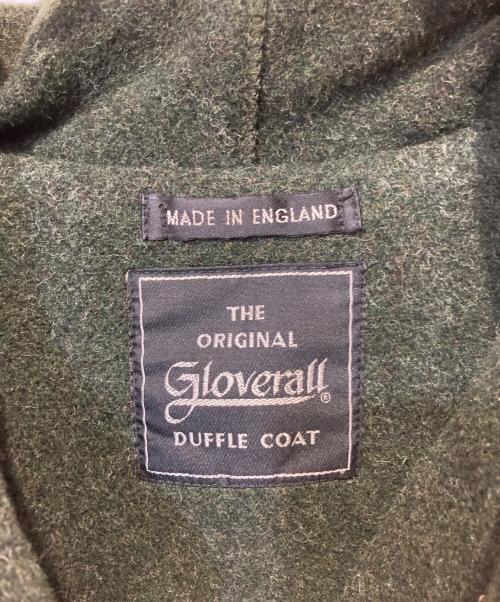 MADE IN ENGLAND
THE
ORIGINAL
Gloverall®
DUFFLE COAT